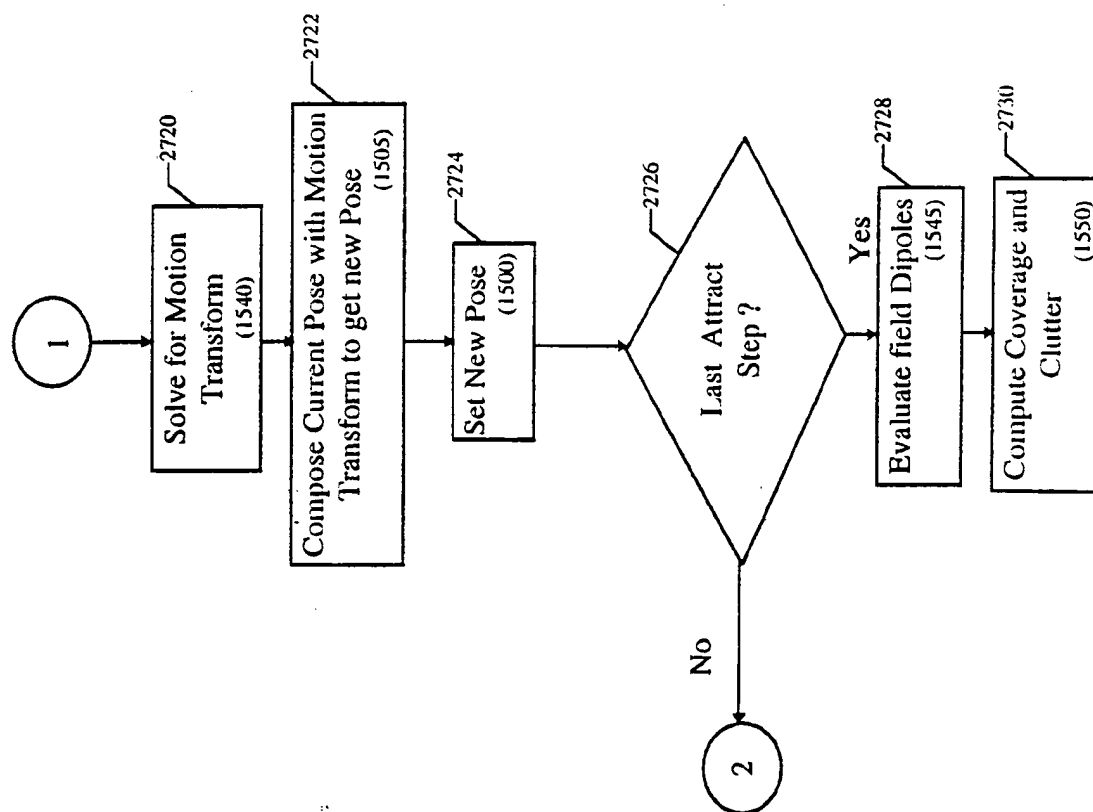 1
2720
Solve for Motion
Transform
(1540)
2722
Compose Current Pose with Motion
Transform to get new Pose
(1505)
2724
Set New Pose
(1500)
2726
Last Attract
Step ?
No
2
Yes
2728
Evaluate field Dipoles
(1545)
2730
Compute Coverage and
Clutter
(1550)